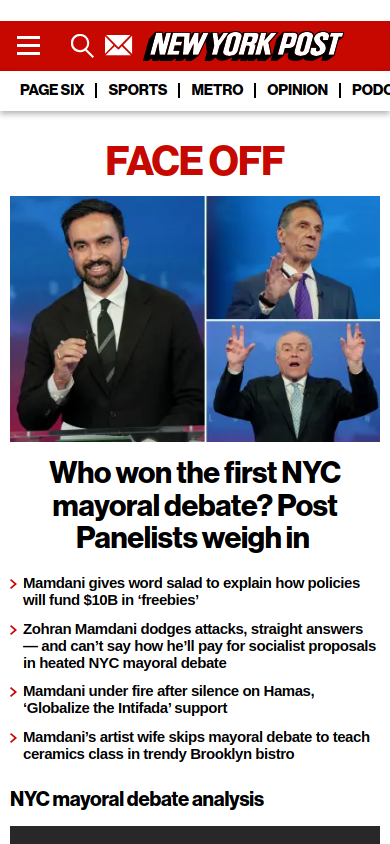 NEW YORK POST
PAGE SIX
SPORTS
METRO
OPINION
PODC
FACE OFF
Who won the first NYC
mayoral debate? Post
Panelists weigh in
Mamdani gives word salad to explain how policies
will fund $10B in ‘freebies’
Zohran Mamdani dodges attacks, straight answers
— and can’t say how he’ll pay for socialist proposals
in heated NYC mayoral debate
Mamdani under fire after silence on Hamas,
‘Globalize the Intifada’ support
Mamdani’s artist wife skips mayoral debate to teach
ceramics class in trendy Brooklyn bistro
NYC mayoral debate analysis